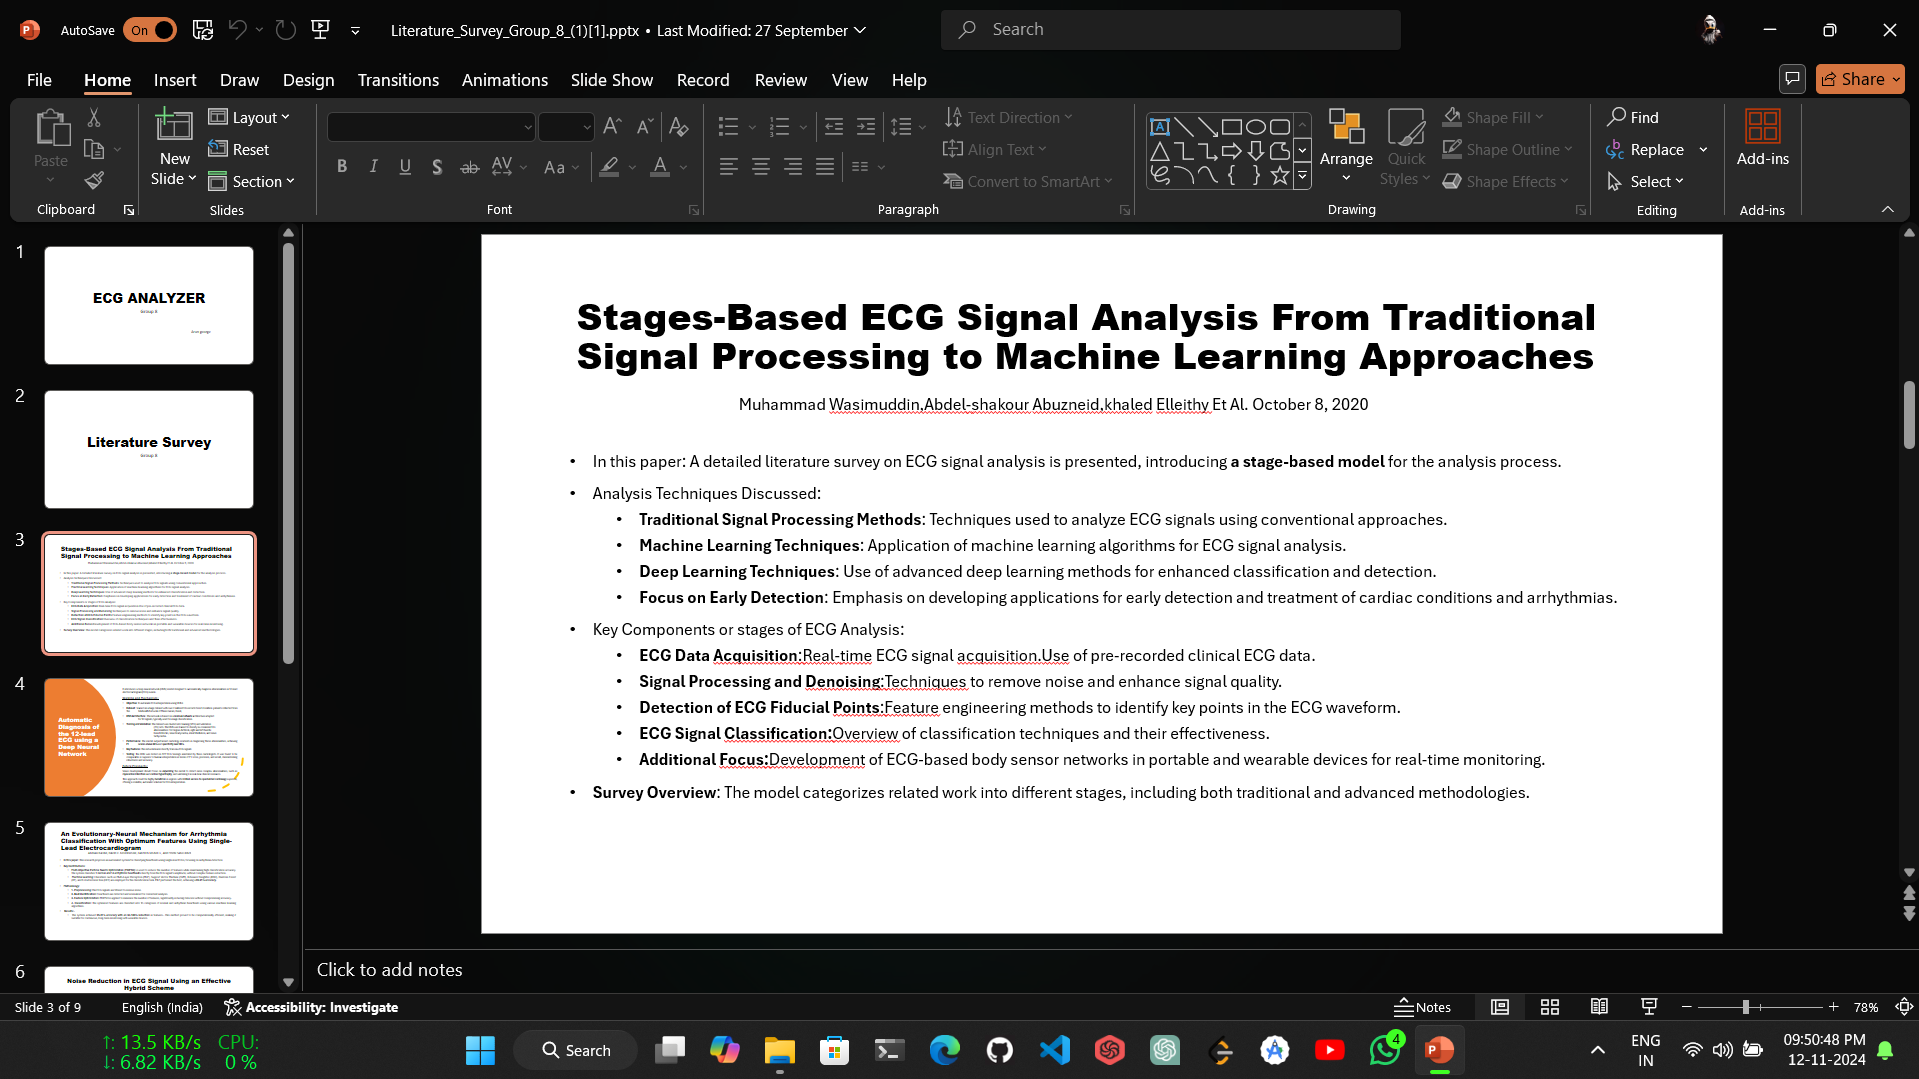 AutoSave On Literature_Survey_Group_8_(1)[1].pptx • Last Modified: 27 September Search
File Home Insert Draw Design Transitions Animations Slide Show Record Review View Help Share
Paste New Slide Layout Reset Section
Text Direction Align Text Convert to SmartArt
Arrange Quick Styles Shape Fill Shape Outline Shape Effects
Find Replace Select Add-ins
Clipboard Slides Font Paragraph Drawing Editing Add-ins
1
ECG ANALYZER
2
Literature Survey
3
Stages-Based ECG Signal Analysis From Traditional
Signal Processing to Machine Learning Approaches
4
Automatic
Diagnosis of
the 12-lead
ECG using a
Deep Neural
Network
5
An Evolutionary-Neural Mechanism for Arrhythmia
Classification With Optimum Features Using Single-
Lead Electrocardiogram
6
Noise Reduction in ECG Signal Using an Effective
Hybrid Scheme
Stages-Based ECG Signal Analysis From Traditional
Signal Processing to Machine Learning Approaches
Muhammad Wasimuddin,Abdel-shakour Abuzneid,khaled Elleithy Et Al. October 8, 2020
• In this paper: A detailed literature survey on ECG signal analysis is presented, introducing a stage-based model for the analysis process.
• Analysis Techniques Discussed:
• Traditional Signal Processing Methods: Techniques used to analyze ECG signals using conventional approaches.
• Machine Learning Techniques: Application of machine learning algorithms for ECG signal analysis.
• Deep Learning Techniques: Use of advanced deep learning methods for enhanced classification and detection.
• Focus on Early Detection: Emphasis on developing applications for early detection and treatment of cardiac conditions and arrhythmias.
• Key Components or stages of ECG Analysis:
• ECG Data Acquisition:Real-time ECG signal acquisition.Use of pre-recorded clinical ECG data.
• Signal Processing and Denoising:Techniques to remove noise and enhance signal quality.
• Detection of ECG Fiducial Points:Feature engineering methods to identify key points in the ECG waveform.
• ECG Signal Classification:Overview of classification techniques and their effectiveness.
• Additional Focus:Development of ECG-based body sensor networks in portable and wearable devices for real-time monitoring.
• Survey Overview: The model categorizes related work into different stages, including both traditional and advanced methodologies.
Click to add notes
Slide 3 of 9 English (India) Accessibility: Investigate Notes 78%
↑: 13.5 KB/s CPU:
↓: 6.82 KB/s 0 %
Search
4
ENG
IN
09:50:48 PM
12-11-2024